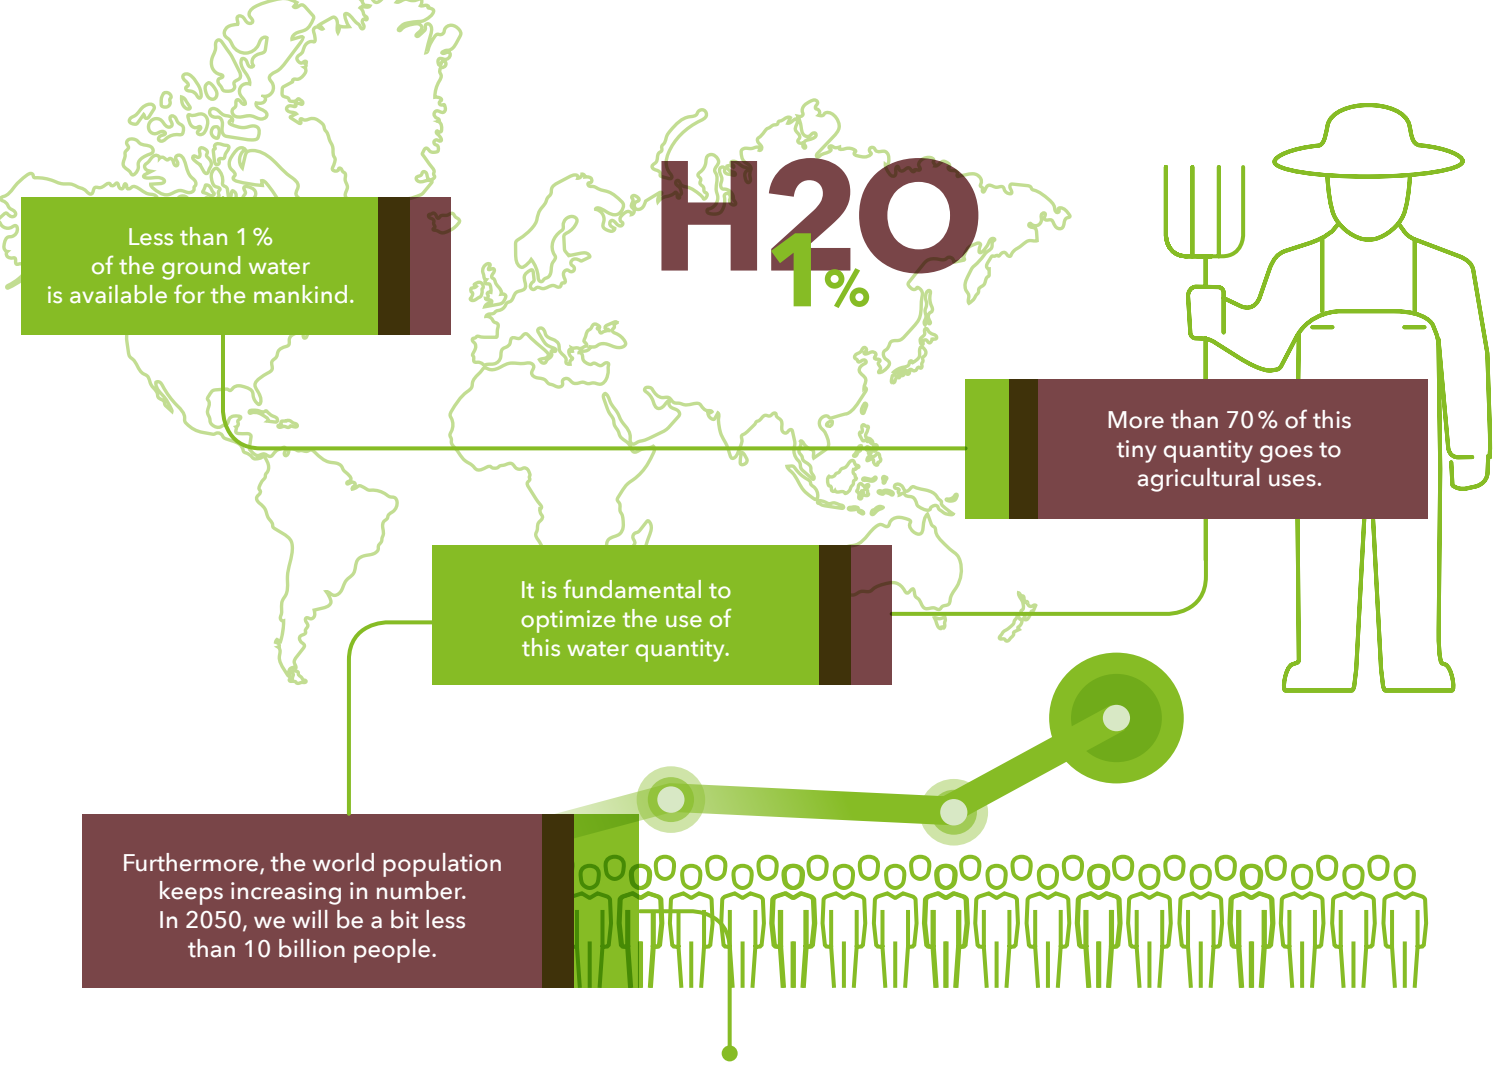 H2O
1%
Less than 1 %
of the ground water
is available for the mankind.
More than 70 % of this
tiny quantity goes to
agricultural uses.
It is fundamental to
optimize the use of
this water quantity.
Furthermore, the world population
keeps increasing in number.
In 2050, we will be a bit less
than 10 billion people.